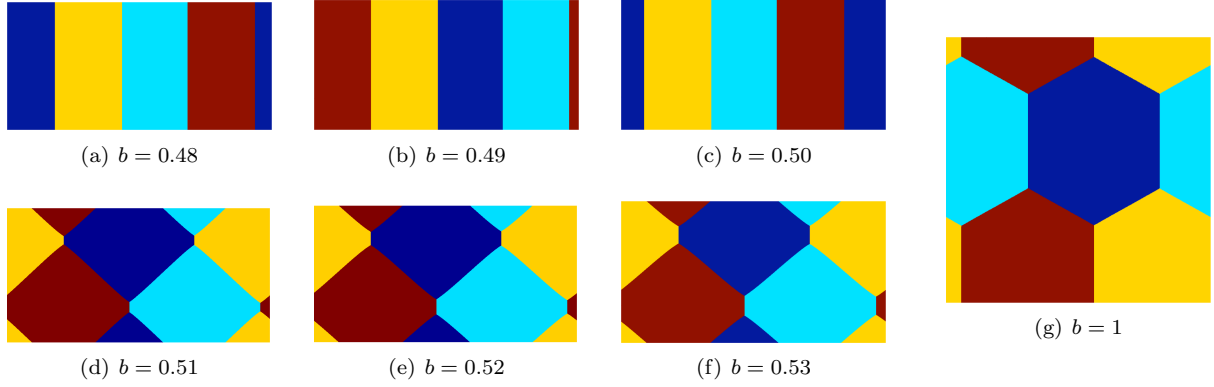 (a) b = 0.48
(b) b = 0.49
(c) b = 0.50
(d) b = 0.51
(e) b = 0.52
(f) b = 0.53
(g) b = 1